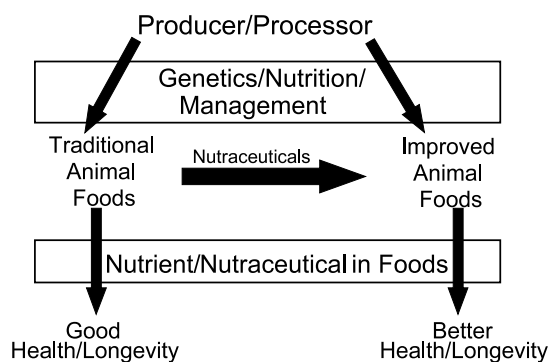 Producer/Processor
Genetics/Nutrition/
Management
Traditional
Animal
Foods
Nutraceuticals
Improved
Animal
Foods
Nutrient/Nutraceutical in Foods
Good
Health/Longevity
Better
Health/Longevity